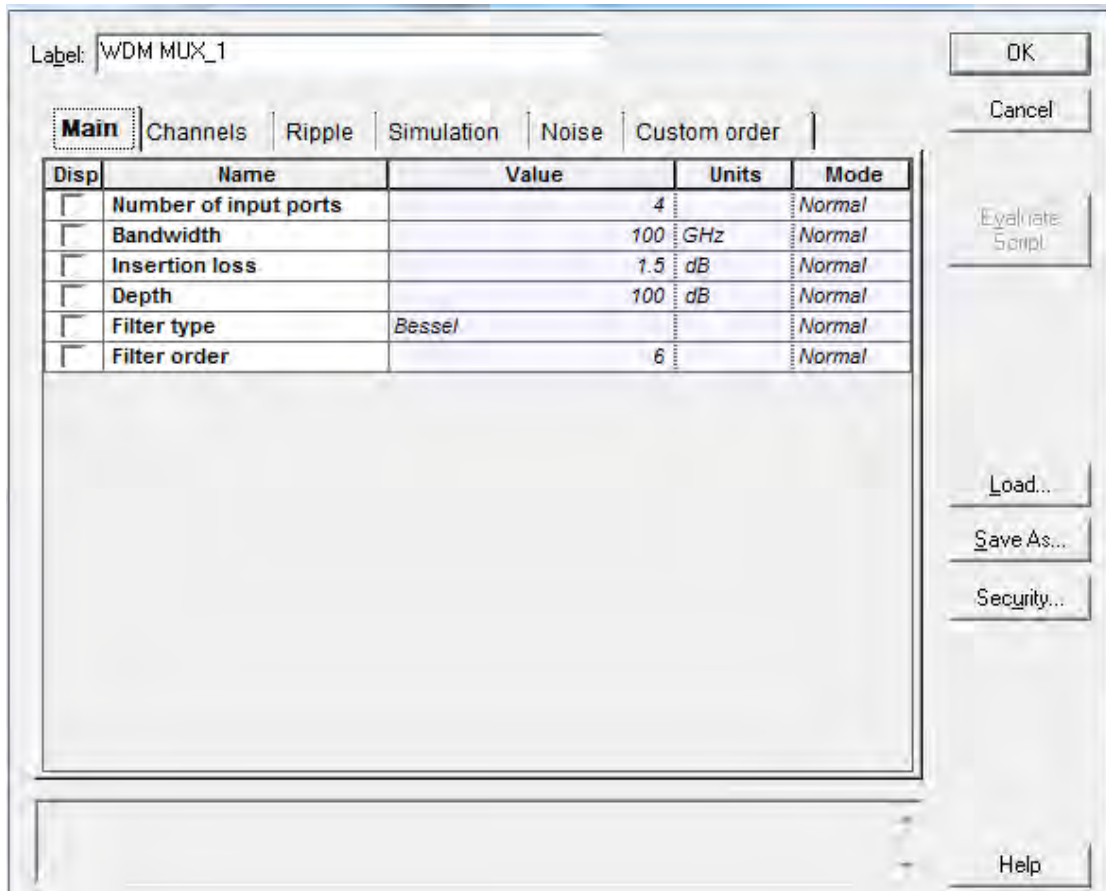 Label: WDM MUX_1
OK
Cancel
Main Channels Ripple Simulation Noise Custom order
Disp Name Value Units Mode
Number of input ports 4 Normal
Bandwidth 100 GHz Normal
Insertion loss 1.5 dB Normal
Depth 100 dB Normal
Filter type Bessel Normal
Filter order 6 Normal
Evaluate
Script
Load...
Save As...
Security...
Help